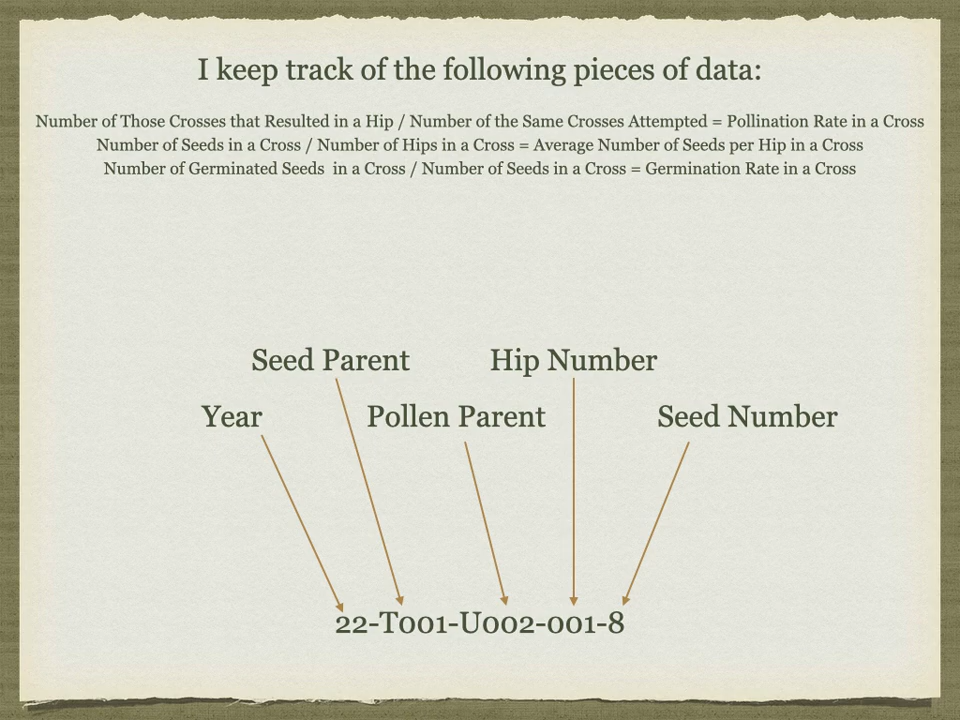 I keep track of the following pieces of data:
Number of Those Crosses that Resulted in a Hip / Number of the Same Crosses Attempted = Pollination Rate in a Cross
Number of Seeds in a Cross / Number of Hips in a Cross = Average Number of Seeds per Hip in a Cross
Number of Germinated Seeds in a Cross / Number of Seeds in a Cross = Germination Rate in a Cross
Seed Parent Hip Number
Year Pollen Parent Seed Number
22-T001-U002-001-8